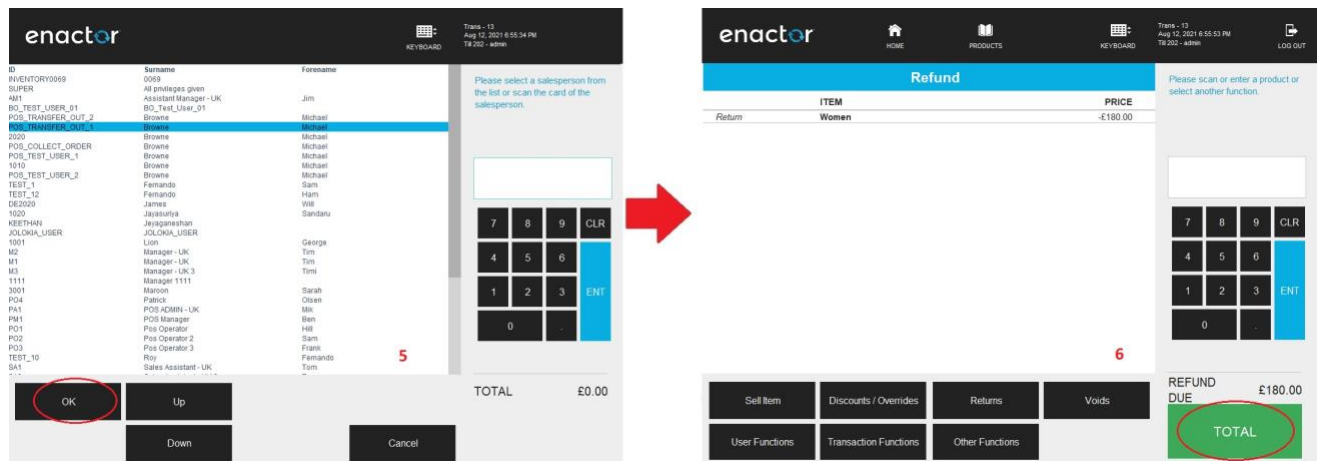 enactor
KEYBOARD
Trans - 13
Aug 12, 2021 6:55:34 PM
Till 202 - admin
ID Surname Forename
INVENTORY0069 0069
SUPER All privileges given
AM1 Assistant Manager - UK Jim
BO_TEST_USER_01 BO_Test_User_01
POS_TRANSFER_OUT_2 Browne Michael
POS_TRANSFER_OUT_1 Browne Michael
2020 Browne Michael
POS_COLLECT_ORDER Browne Michael
POS_TEST_USER_1 Browne Michael
1010 Browne Michael
POS_TEST_USER_2 Browne Michael
TEST_1 Fernando Sam
TEST_12 Fernando Ham
DE2020 James Will
1020 Jayasuriya Sandaru
KEETHAN Jeyaganeshan
JOLOKIA_USER JOLOKIA_USER
1001 Lion George
M2 Manager - UK Tim
M1 Manager - UK Tim
M3 Manager - UK 3 Timi
1111 Manager 1111
3001 Maroon Sarah
PO4 Patrick Olsen
PA1 POS ADMIN - UK Mik
PM1 POS Manager Ben
PO1 Pos Operator Hill
PO2 Pos Operator 2 Sam
PO3 Pos Operator 3 Frank
TEST_10 Roy Fernando
SA1 Sales Assistant - UK Tom
5
Please select a salesperson from
the list or scan the card of the
salesperson.
7 8 9 CLR
4 5 6
1 2 3 ENT
0 .
TOTAL £0.00
OK Up
Down Cancel
enactor
HOME
PRODUCTS
KEYBOARD
Trans - 13
Aug 12, 2021 6:55:53 PM
Till 202 - admin
LOG OUT
Refund
ITEM PRICE
Return Women -£180.00
6
Please scan or enter a product or
select another function.
7 8 9 CLR
4 5 6
1 2 3 ENT
0 .
REFUND
DUE £180.00
TOTAL
Sell Item Discounts / Overrides Returns Voids
User Functions Transaction Functions Other Functions